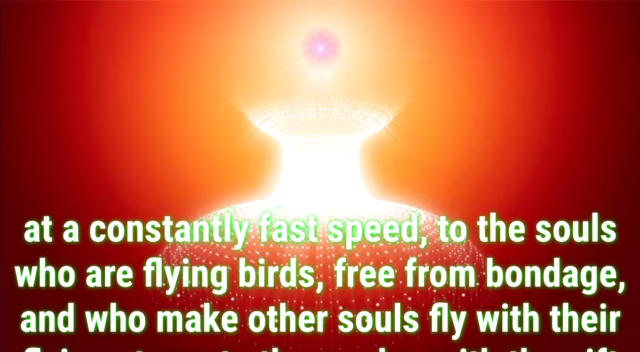 at a constantly fast speed, to the souls
who are flying birds, free from bondage,
and who make other souls fly with their